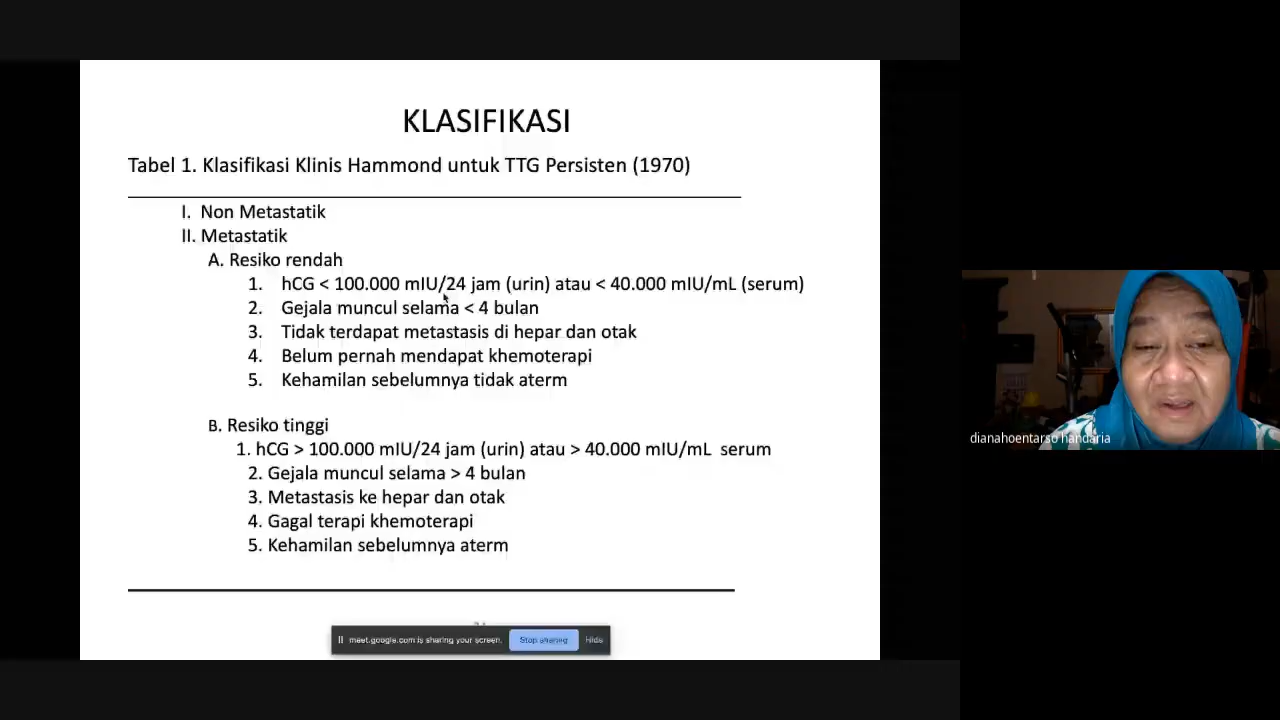 KLASIFIKASI
Tabel 1. Klasifikasi Klinis Hammond untuk TTG Persisten (1970)
I. Non Metastatik
II. Metastatik
A. Resiko rendah
1. hCG < 100.000 mIU/24 jam (urin) atau < 40.000 mIU/mL (serum)
2. Gejala muncul selama < 4 bulan
3. Tidak terdapat metastasis di hepar dan otak
4. Belum pernah mendapat khemoterapi
5. Kehamilan sebelumnya tidak aterm
B. Resiko tinggi
1. hCG > 100.000 mIU/24 jam (urin) atau > 40.000 mIU/mL serum
2. Gejala muncul selama > 4 bulan
3. Metastasis ke hepar dan otak
4. Gagal terapi khemoterapi
5. Kehamilan sebelumnya aterm
meet.google.com is sharing your screen. Stop sharing Hide
dianahoentarso handaria